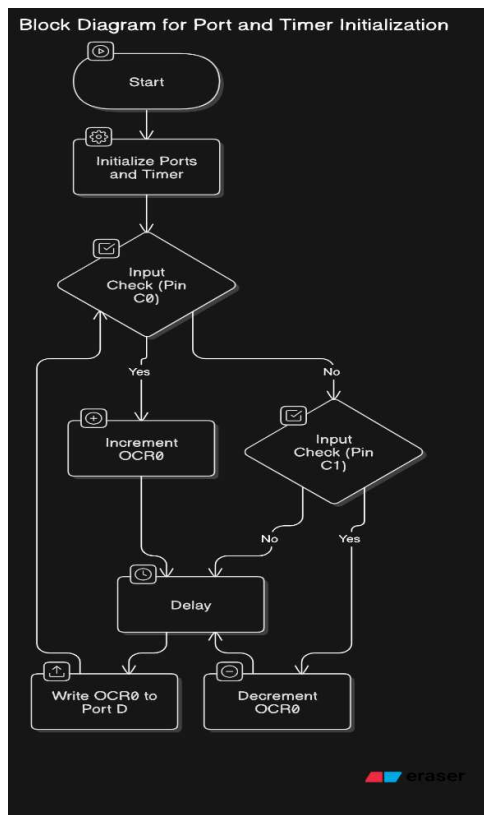 Block Diagram for Port and Timer Initialization
Start
Initialize Ports
and Timer
Input
Check (Pin
C0)
Yes
No
Increment
OCR0
Input
Check (Pin
C1)
No
Yes
Delay
Write OCR0 to
Port D
Decrement
OCR0
eraser